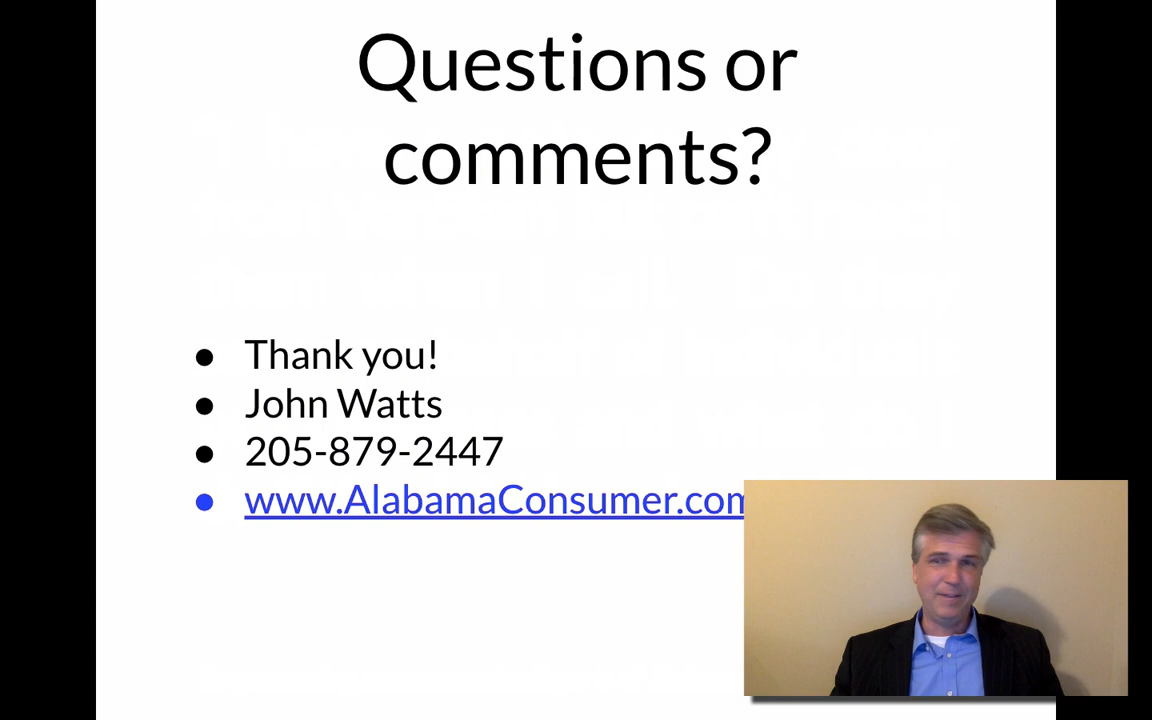 Questions or
comments?
● Thank you!
● John Watts
● 205-879-2447
● www.AlabamaConsumer.com